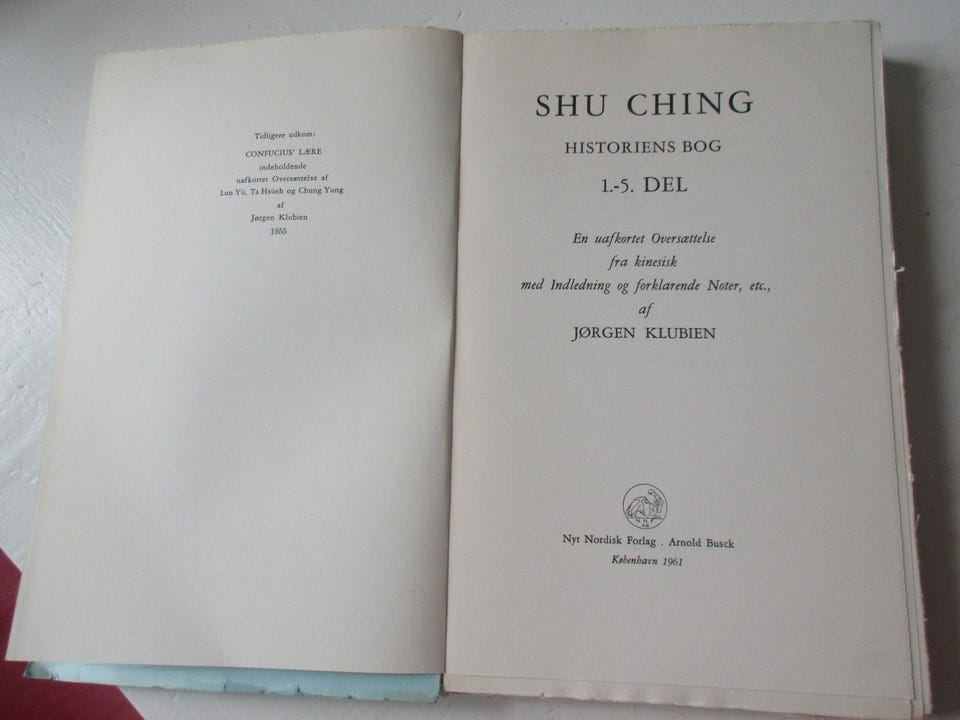 Tidligere udkom:
CONFUCIUS' LÆRE
indeholdende
uafkortet Oversættelse af
Lun Yü, Ta Hsüeh og Chung Yung
af
Jørgen Klubien
1955
SHU CHING
HISTORIENS BOG
1.-5. DEL
En uafkortet Oversættelse
fra kinesisk
med Indledning og forklarende Noter, etc.,
af
JØRGEN KLUBIEN
Nyt Nordisk Forlag . Arnold Busck
København 1961